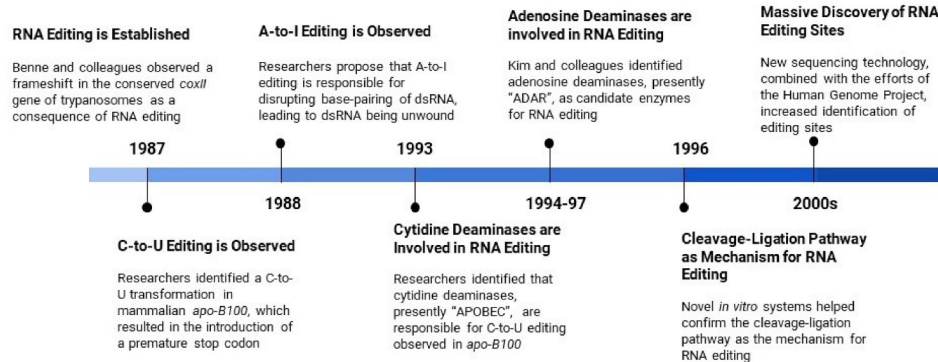 RNA Editing is Established
Benne and colleagues observed a
frameshift in the conserved coxII
gene of trypanosomes as a
consequence of RNA editing
A-to-I Editing is Observed
Researchers propose that A-to-I
editing is responsible for
disrupting base-pairing of dsRNA,
leading to dsRNA being unwound
Adenosine Deaminases are
involved in RNA Editing
Kim and colleagues identified
adenosine deaminases, presently
“ADAR”, as candidate enzymes
for RNA editing
Massive Discovery of RNA
Editing Sites
New sequencing technology,
combined with the efforts of
the Human Genome Project,
increased identification of
editing sites
1987
1993
1996
1988
1994-97
2000s
C-to-U Editing is Observed
Researchers identified a C-to-
U transformation in
mammalian apo-B100, which
resulted in the introduction of
a premature stop codon
Cytidine Deaminases are
Involved in RNA Editing
Researchers identified that
cytidine deaminases,
presently “APOBEC”, are
responsible for C-to-U editing
observed in apo-B100
Cleavage-Ligation Pathway
as Mechanism for RNA
Editing
Novel in vitro systems helped
confirm the cleavage-ligation
pathway as the mechanism for
RNA editing